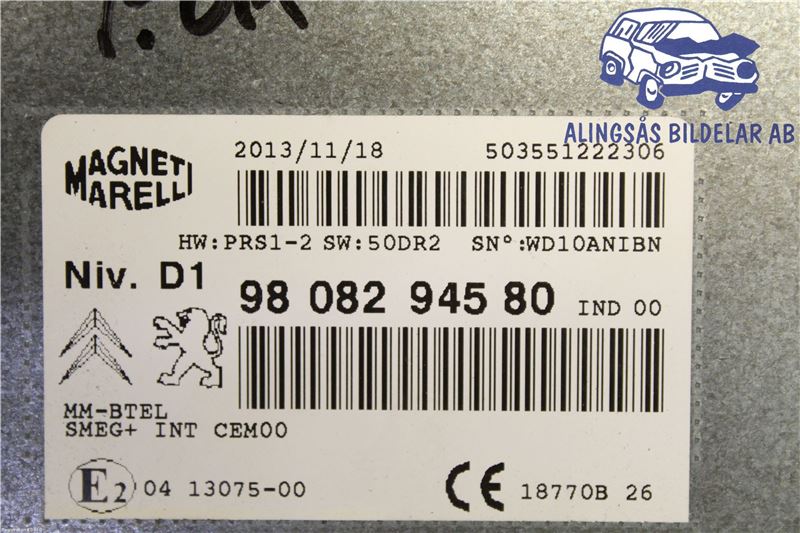 ALINGSÅS BILDELAR AB
MAGNETI
MARELLI
2013/11/18 503551222306
HW:PRS1-2 SW:50DR2 SN°:WD10ANIBN
Niv. D1
98 082 945 80 IND 00
MM-BTEL
SMEG+ INT CEM00
E2 04 13075-00
CE 18770B 26